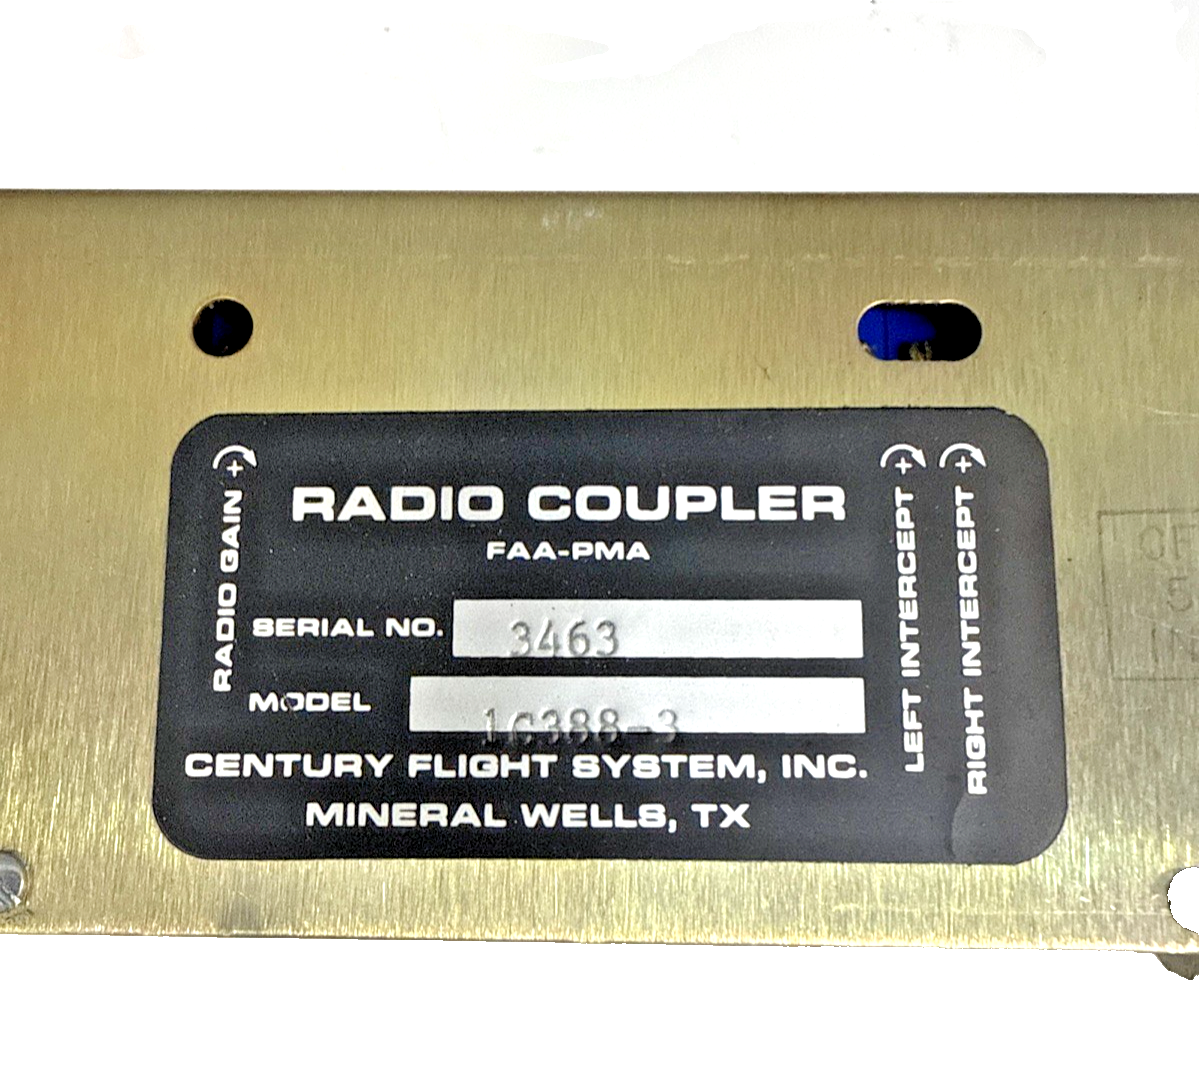 RADIO GAIN +
RADIO COUPLER
FAA-PMA
SERIAL NO. 3463
MODEL 1C388-3
CENTURY FLIGHT SYSTEM, INC.
MINERAL WELLS, TX
LEFT INTERCEPT +
RIGHT INTERCEPT +